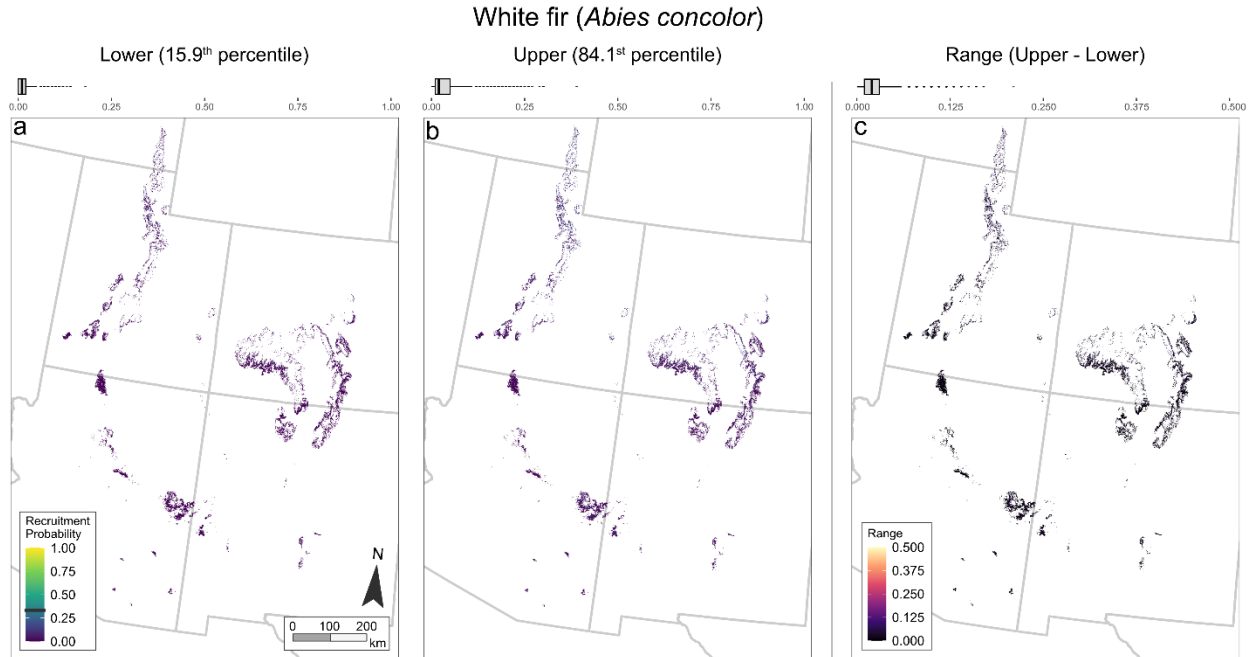 White fir (Abies concolor)
Lower (15.9th percentile)
Upper (84.1st percentile)
Range (Upper - Lower)
0.00 0.25 0.50 0.75 1.00
0.00 0.25 0.50 0.75 1.00
0.000 0.125 0.250 0.375 0.500
a
b
c
Recruitment
Probability
1.00
0.75
0.50
0.25
0.00
N
0 100 200
km
Range
0.500
0.375
0.250
0.125
0.000